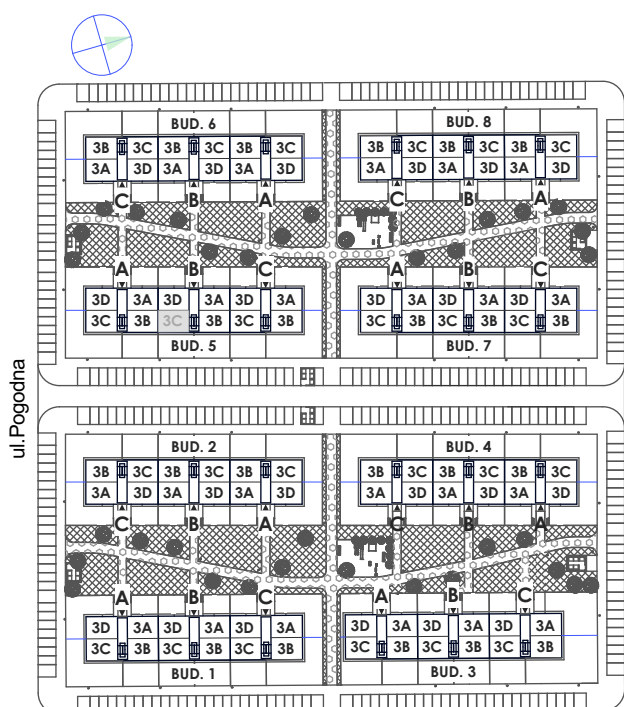 BUD. 6 BUD. 8
3B 3C 3B 3C 3B 3C 3B 3C 3B 3C 3B 3C
3A 3D 3A 3D 3A 3D 3A 3D 3A 3D 3A 3D
C B A C B A
A B C A B C
3D 3A 3D 3A 3D 3A 3D 3A 3D 3A 3D 3A
3C 3B 3C 3B 3C 3B 3C 3B 3C 3B 3C 3B
BUD. 5 BUD. 7
ul.Pogodna
BUD. 2 BUD. 4
3B 3C 3B 3C 3B 3C 3B 3C 3B 3C 3B 3C
3A 3D 3A 3D 3A 3D 3A 3D 3A 3D 3A 3D
C B A C B A
A B C A B C
3D 3A 3D 3A 3D 3A 3D 3A 3D 3A 3D 3A
3C 3B 3C 3B 3C 3B 3C 3B 3C 3B 3C 3B
BUD. 1 BUD. 3